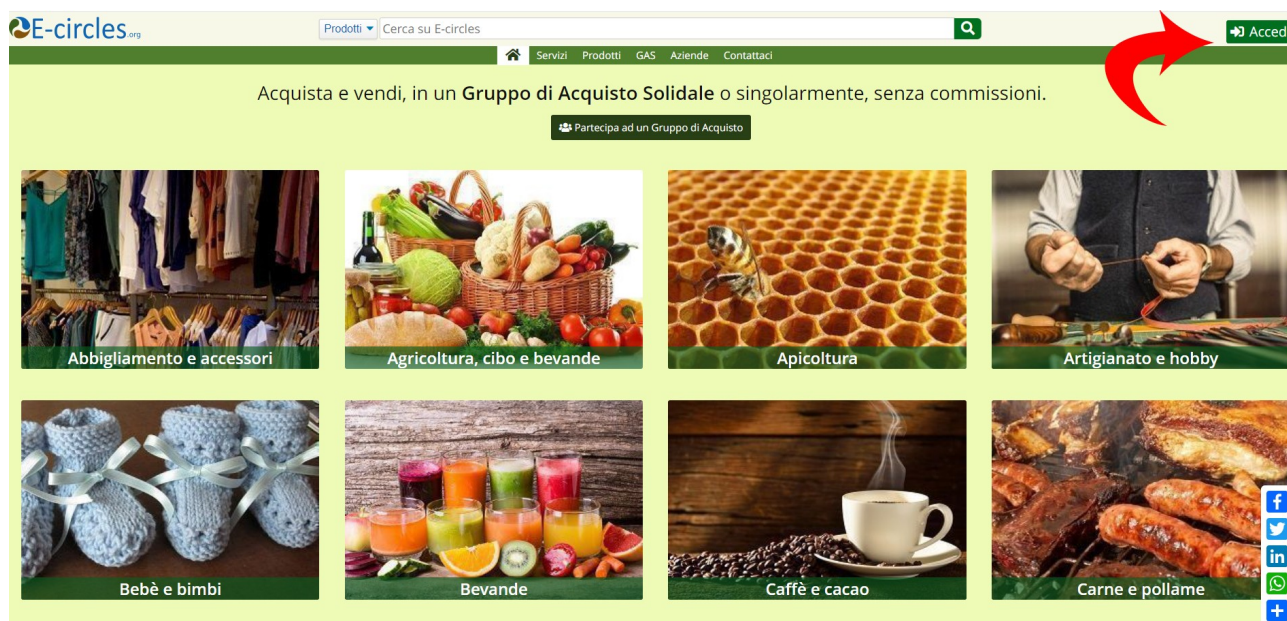 E-circles.org
Prodotti
Cerca su E-circles
Acced
Servizi Prodotti GAS Aziende Contattaci
Acquista e vendi, in un Gruppo di Acquisto Solidale o singolarmente, senza commissioni.
Partecipa ad un Gruppo di Acquisto
Abbigliamento e accessori
Agricoltura, cibo e bevande
Apicoltura
Artigianato e hobby
Bebè e bimbi
Bevande
Caffè e cacao
Carne e pollame